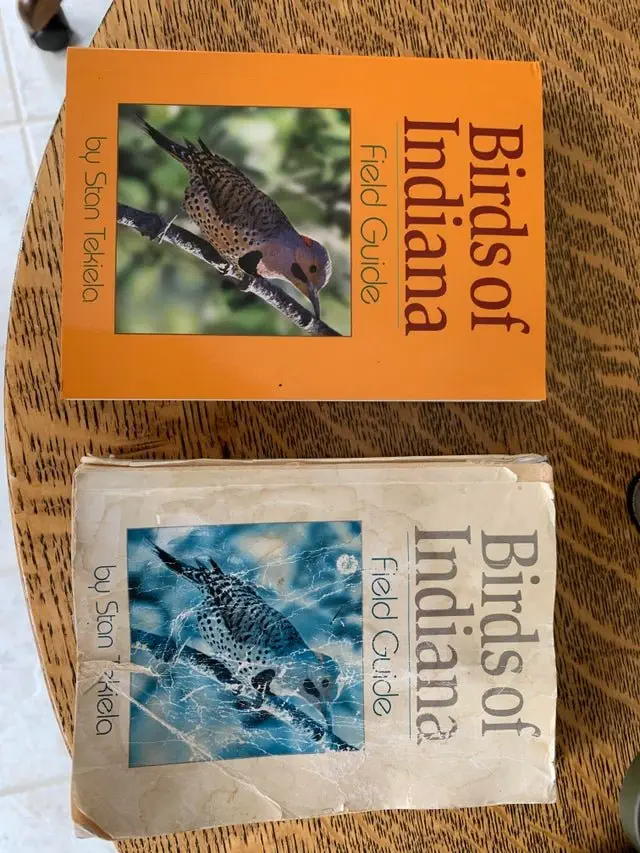 Birds of
Indiana
Field Guide
by Stan Tekiela
Birds of
Indiana
Field Guide
by Stan Tekiela